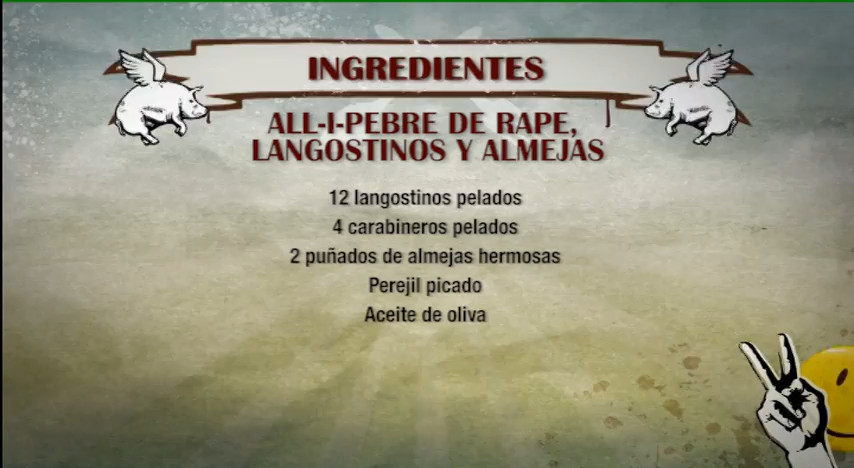 INGREDIENTES
ALL-I-PEBRE DE RAPE,
LANGOSTINOS Y ALMEJAS
12 langostinos pelados
4 carabineros pelados
2 puñados de almejas hermosas
Perejil picado
Aceite de oliva